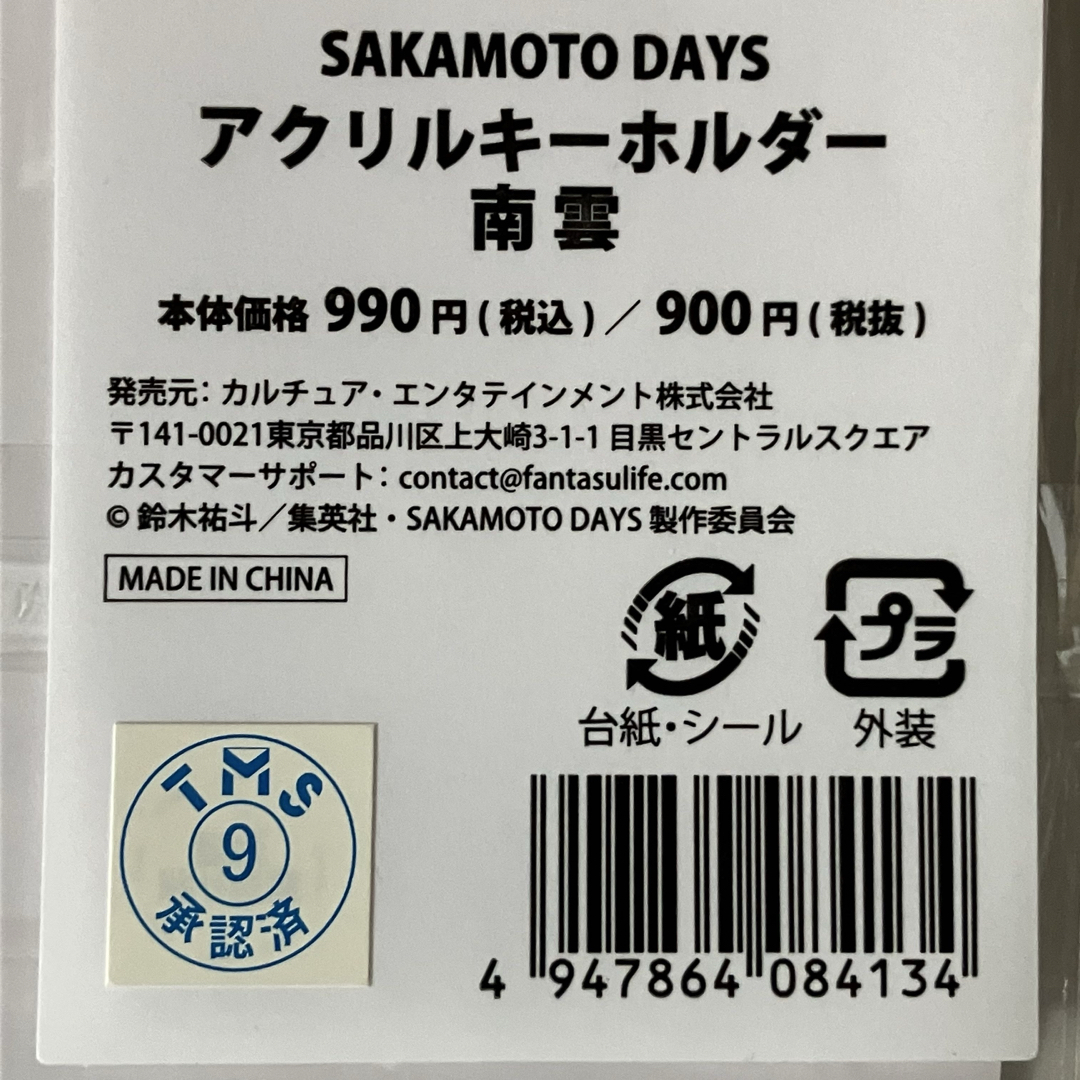 SAKAMOTO DAYS
アクリルキーホルダー
南雲
本体価格 990 円 ( 税込 ) ／ 900 円 ( 税抜 )
発売元: カルチュア・エンタテインメント株式会社
〒141-0021東京都品川区上大崎3-1-1 目黒セントラルスクエア
カスタマーサポート: contact@fantasulife.com
© 鈴木祐斗／集英社・SAKAMOTO DAYS 製作委員会
MADE IN CHINA
紙
プラ
台紙・シール
外装
TMS
9
承認済
4 947864 084134